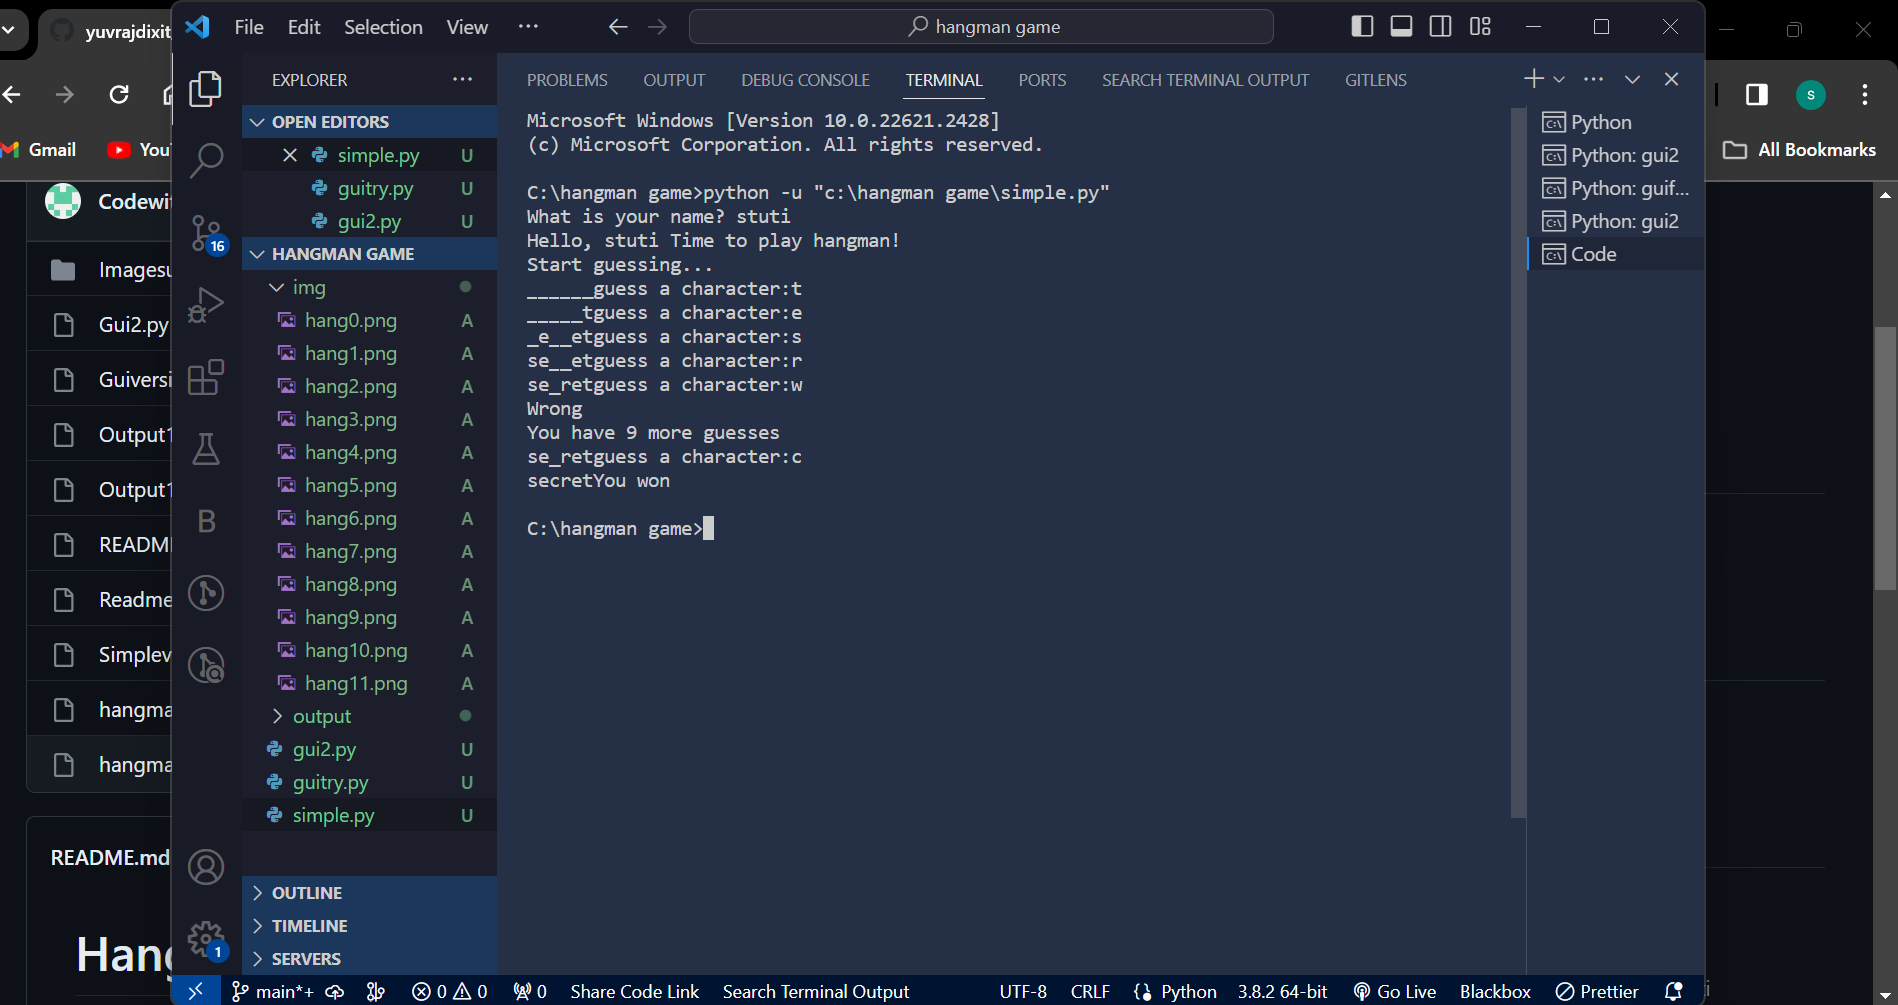 yuvrajdixit
File Edit Selection View ···
hangman game
Gmail
You
All Bookmarks
S
Codewit
Images
Gui2.py
Guiversi
Output1
Output1
READM
Readme
Simplev
hangma
hangma
README.md
Hang
EXPLORER ···
OPEN EDITORS
simple.py U
guitry.py U
gui2.py U
HANGMAN GAME
img
hang0.png A
hang1.png A
hang2.png A
hang3.png A
hang4.png A
hang5.png A
hang6.png A
hang7.png A
hang8.png A
hang9.png A
hang10.png A
hang11.png A
output
gui2.py U
guitry.py U
simple.py U
OUTLINE
TIMELINE
SERVERS
16
B
1
PROBLEMS OUTPUT DEBUG CONSOLE TERMINAL PORTS SEARCH TERMINAL OUTPUT GITLENS
Microsoft Windows [Version 10.0.22621.2428]
(c) Microsoft Corporation. All rights reserved.
C:\hangman game>python -u "c:\hangman game\simple.py"
What is your name? stuti
Hello, stuti Time to play hangman!
Start guessing...
______guess a character:t
_____tguess a character:e
_e__etguess a character:s
se__etguess a character:r
se_retguess a character:w
Wrong
You have 9 more guesses
se_retguess a character:c
secretYou won
C:\hangman game>
Python
Python: gui2
Python: guif...
Python: gui2
Code
main*+ 0 0 0 Share Code Link Search Terminal Output UTF-8 CRLF {} Python 3.8.2 64-bit Go Live Blackbox Prettier